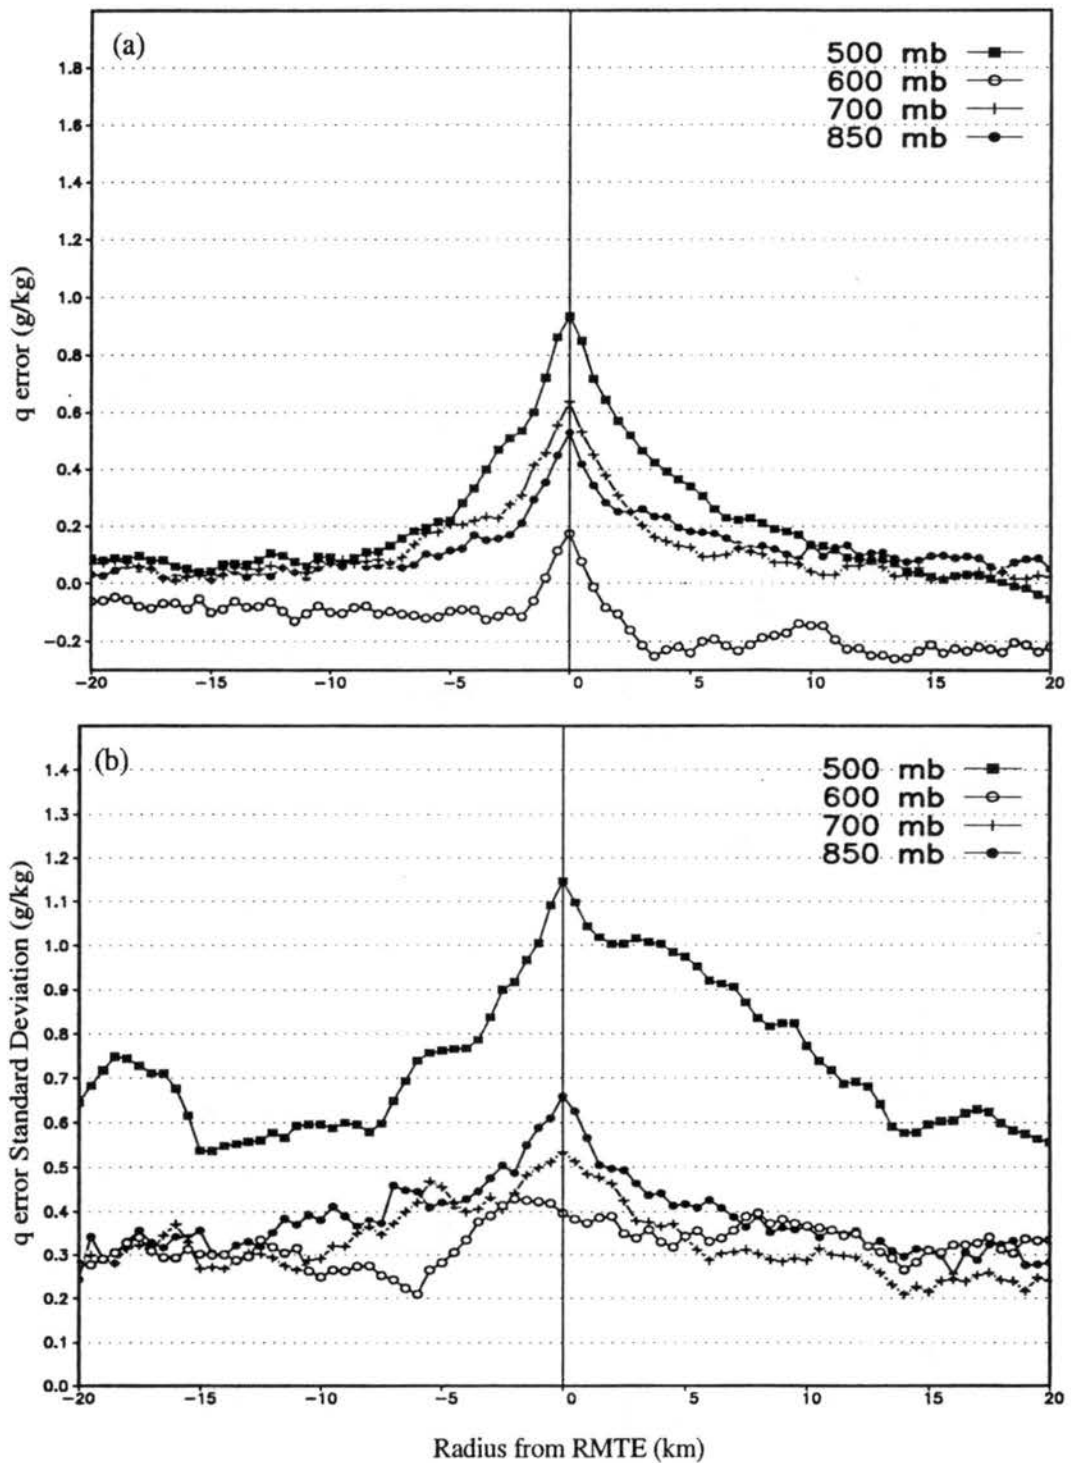 (a)
500 mb
600 mb
700 mb
850 mb
1.8
1.6
1.4
1.2
1.0
0.8
0.6
0.4
0.2
0.0
−0.2
q error (g/kg)
−20 −15 −10 −5 0 5 10 15 20
(b)
500 mb
600 mb
700 mb
850 mb
1.4
1.3
1.2
1.1
1.0
0.9
0.8
0.7
0.6
0.5
0.4
0.3
0.2
0.1
0.0
q error Standard Deviation (g/kg)
−20 −15 −10 −5 0 5 10 15 20
Radius from RMTE (km)